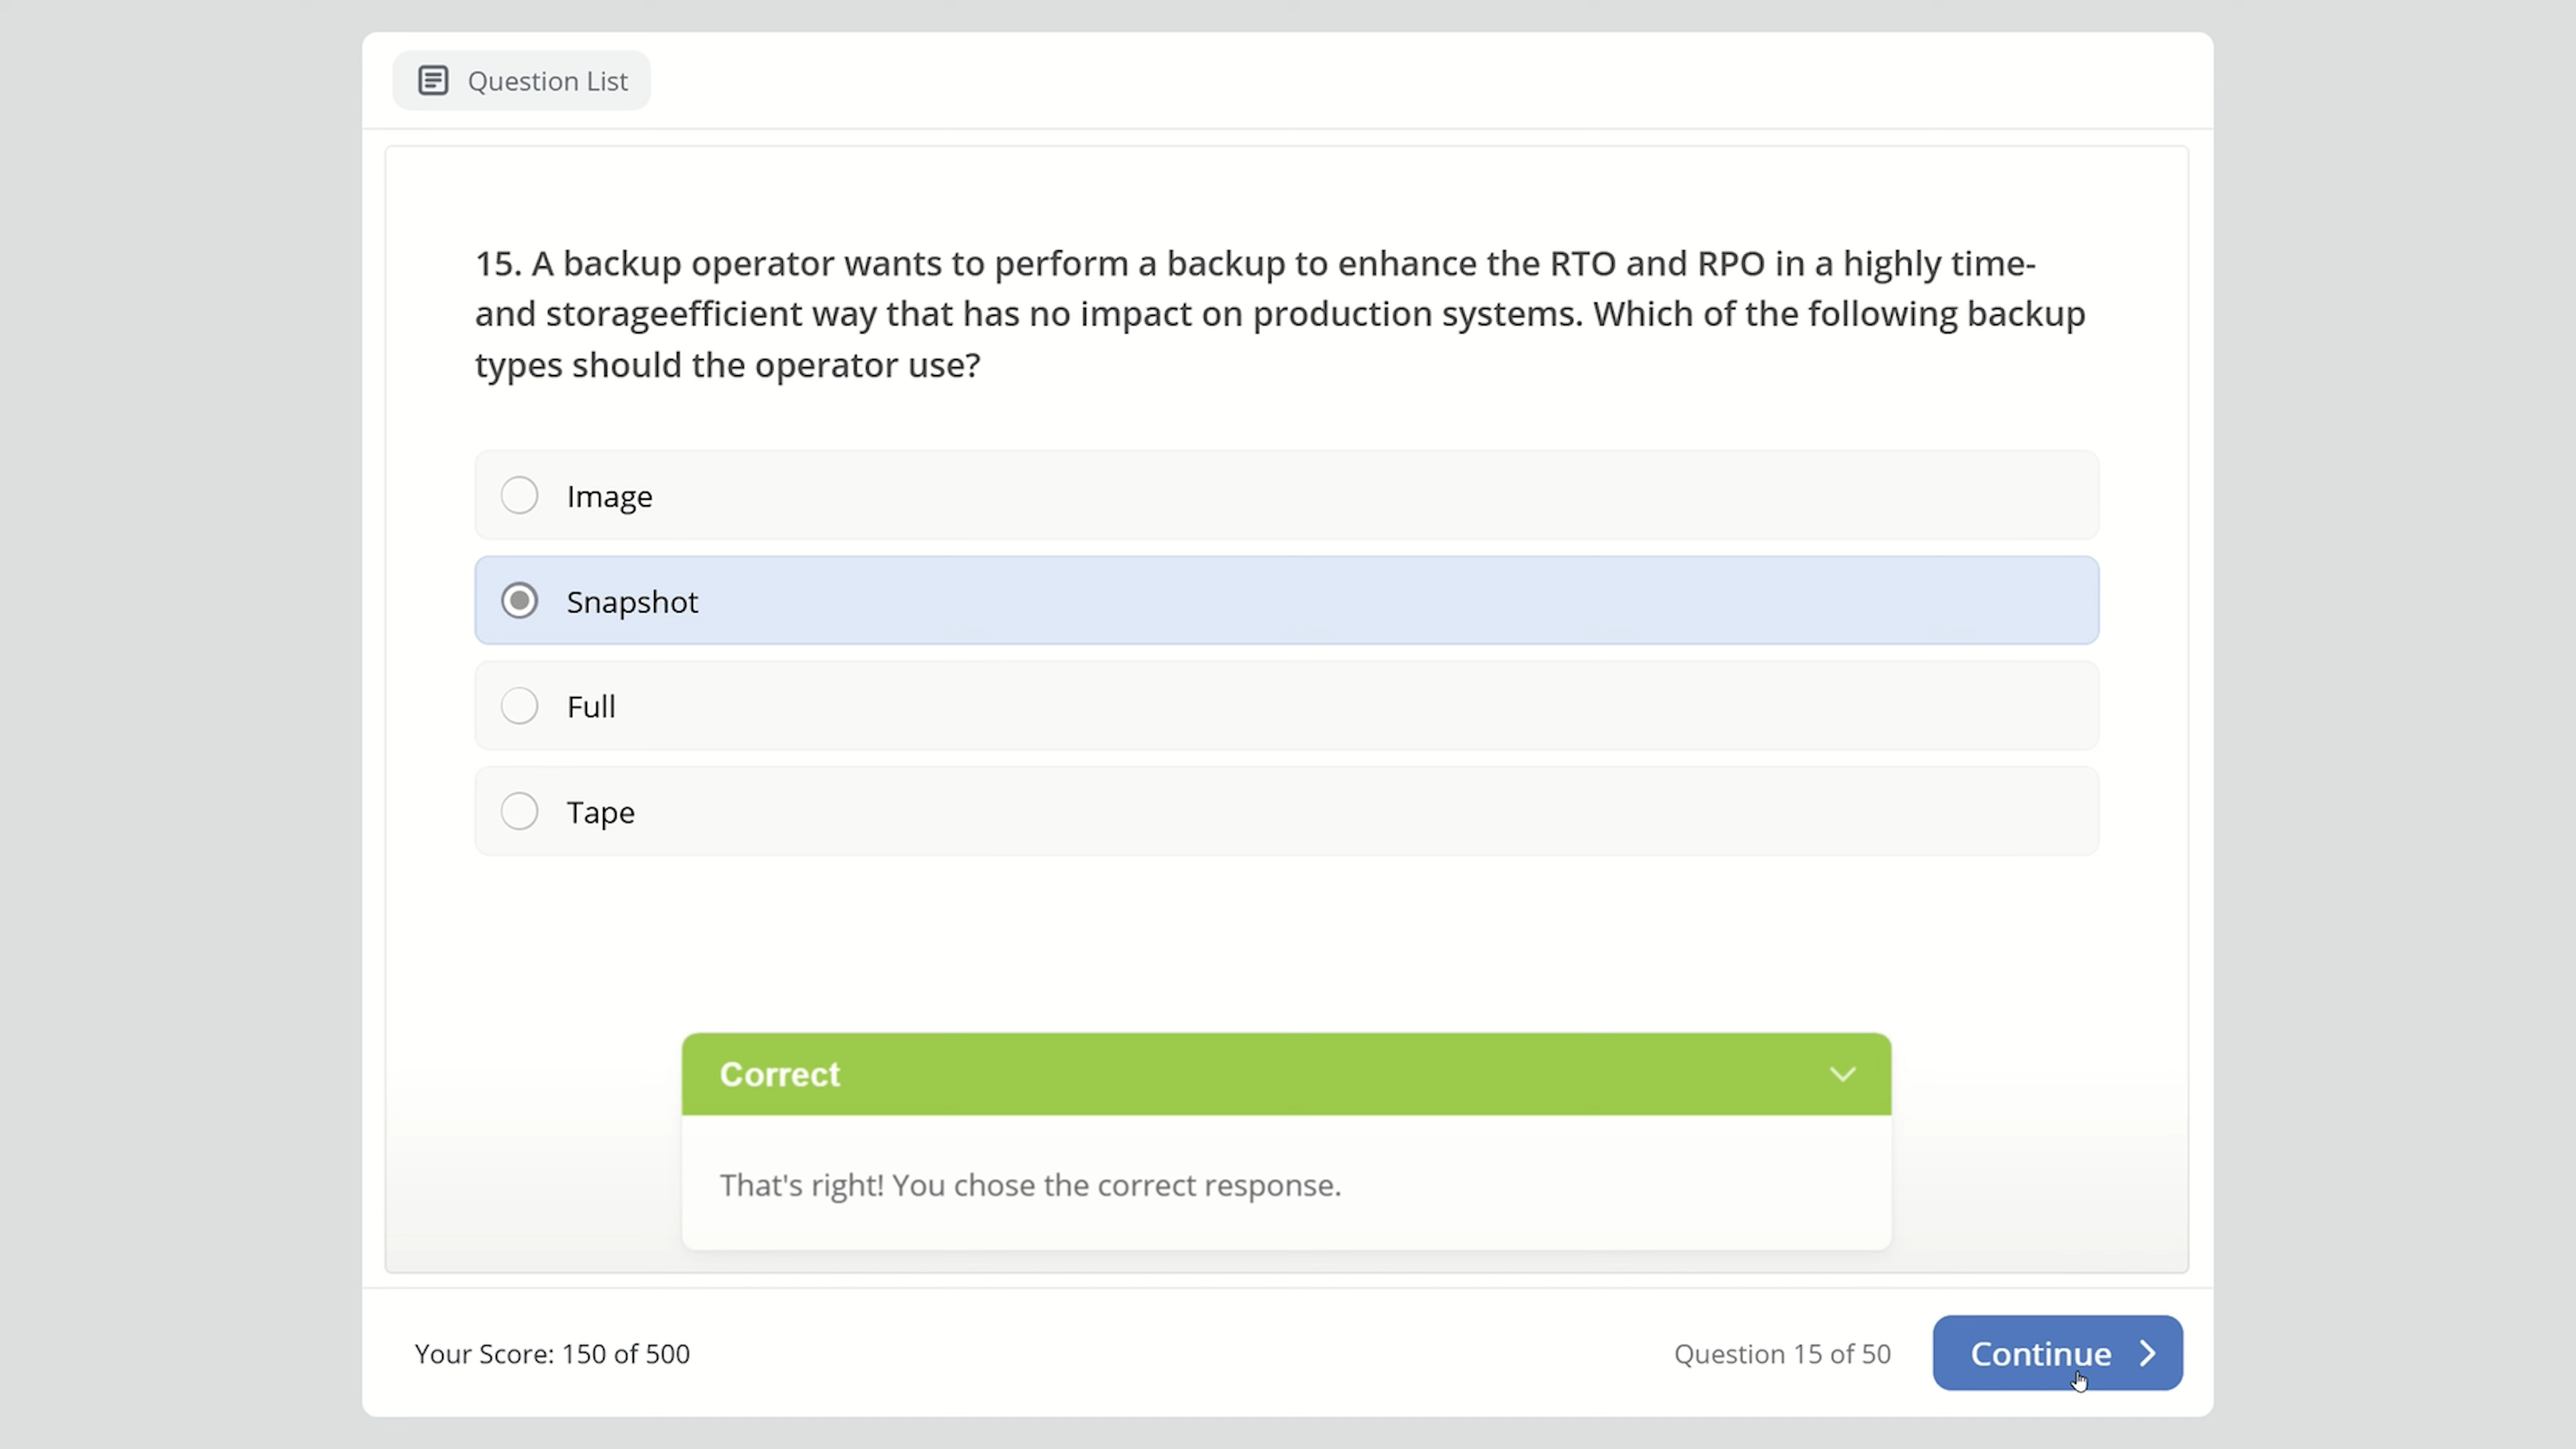 Question List
15. A backup operator wants to perform a backup to enhance the RTO and RPO in a highly time-
and storageefficient way that has no impact on production systems. Which of the following backup
types should the operator use?
Image
Snapshot
Full
Tape
Correct
That's right! You chose the correct response.
Your Score: 150 of 500
Question 15 of 50
Continue